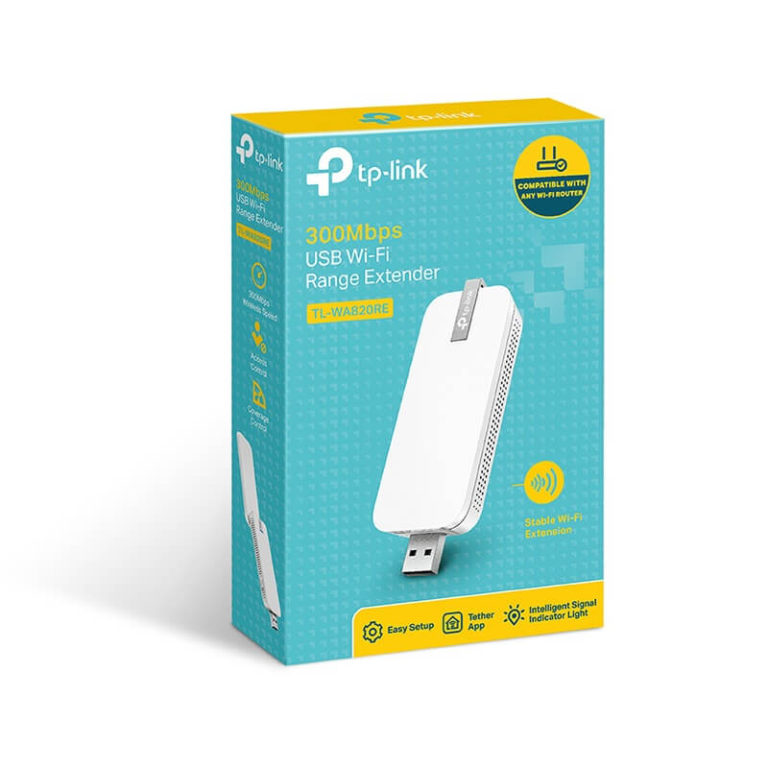 tp-link
tp-link
300Mbps
USB Wi-Fi
Range Extender
TL-WA820RE
300Mbps
Wireless Speed
Access
Control
Coverage
Control
tp-link
COMPATIBLE WITH
ANY WI-FI ROUTER
300Mbps
USB Wi-Fi
Range Extender
TL-WA820RE
tp-link
Stable Wi-Fi
Extension
Easy Setup
Tether
App
Intelligent Signal
Indicator Light